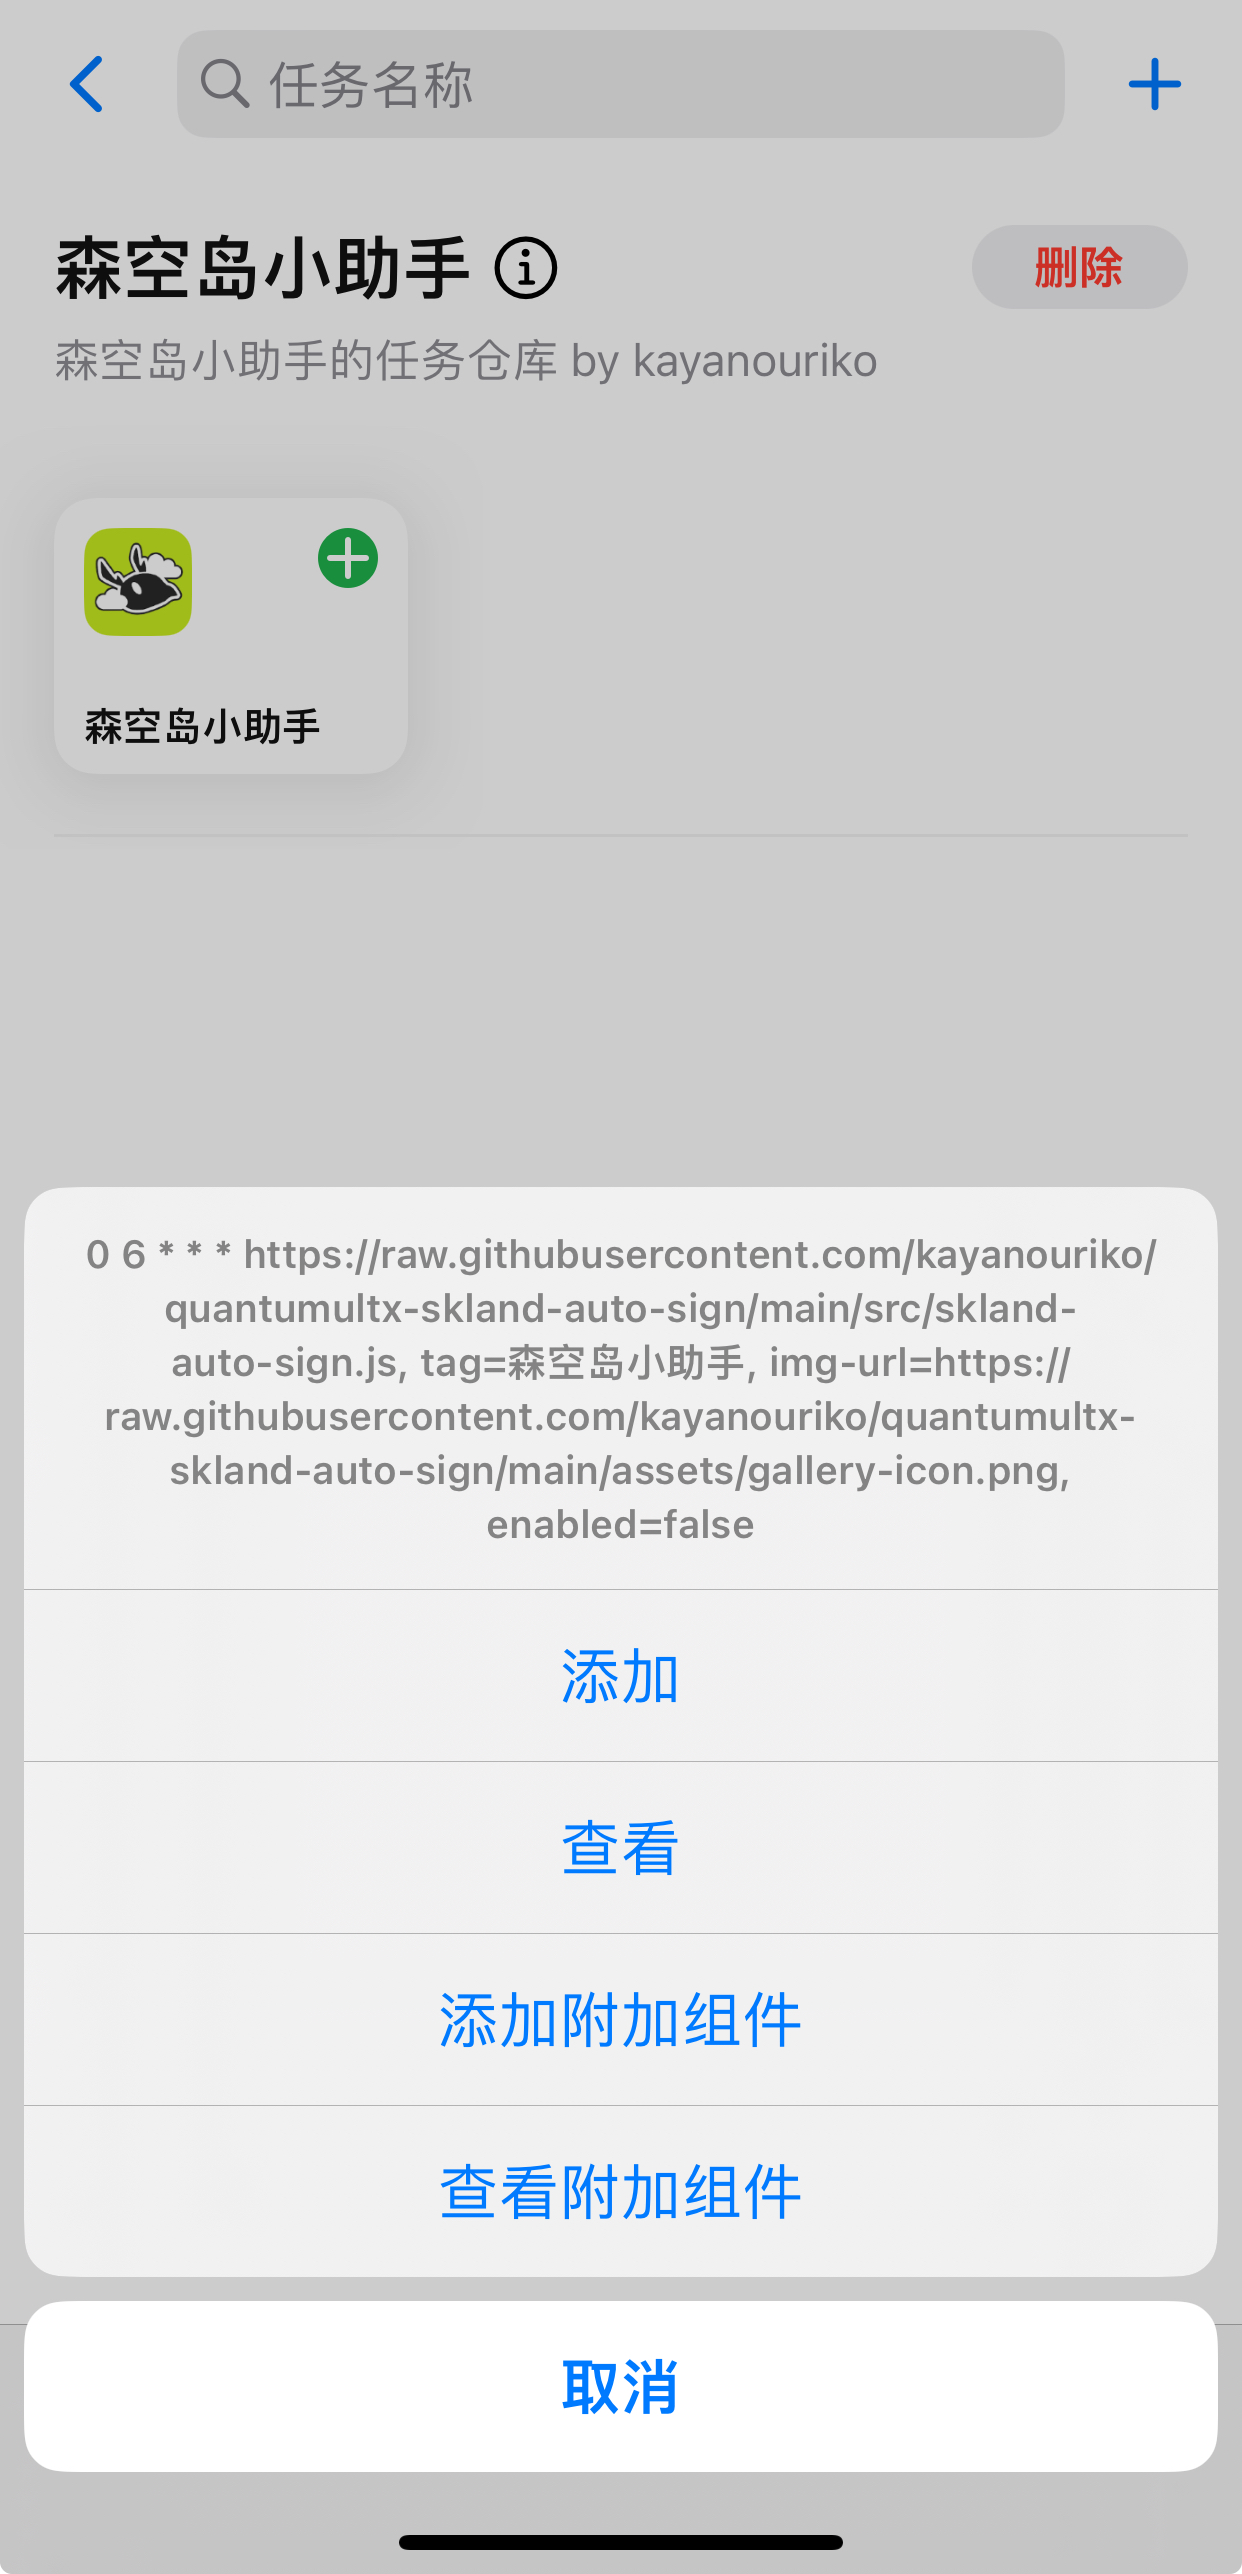 任务名称
森空岛小助手
删除
森空岛小助手的任务仓库 by kayanouriko
森空岛小助手
0 6 * * * https://raw.githubusercontent.com/kayanouriko/
quantumultx-skland-auto-sign/main/src/skland-
auto-sign.js, tag=森空岛小助手, img-url=https://
raw.githubusercontent.com/kayanouriko/quantumultx-
skland-auto-sign/main/assets/gallery-icon.png,
enabled=false
添加
查看
添加附加组件
查看附加组件
取消